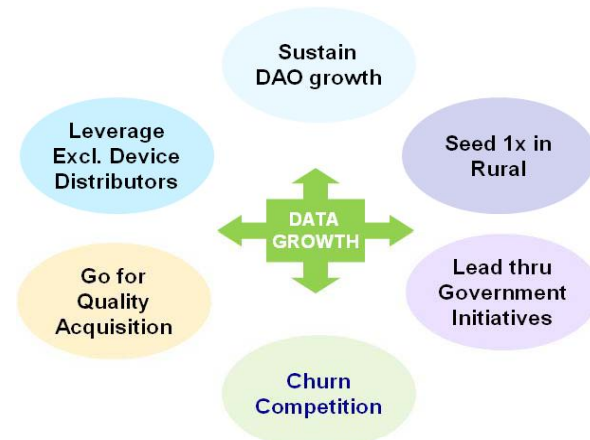 Sustain
DAO growth
Leverage
Excl. Device
Distributors
Seed 1x in
Rural
DATA
GROWTH
Go for
Quality
Acquisition
Lead thru
Government
Initiatives
Churn
Competition